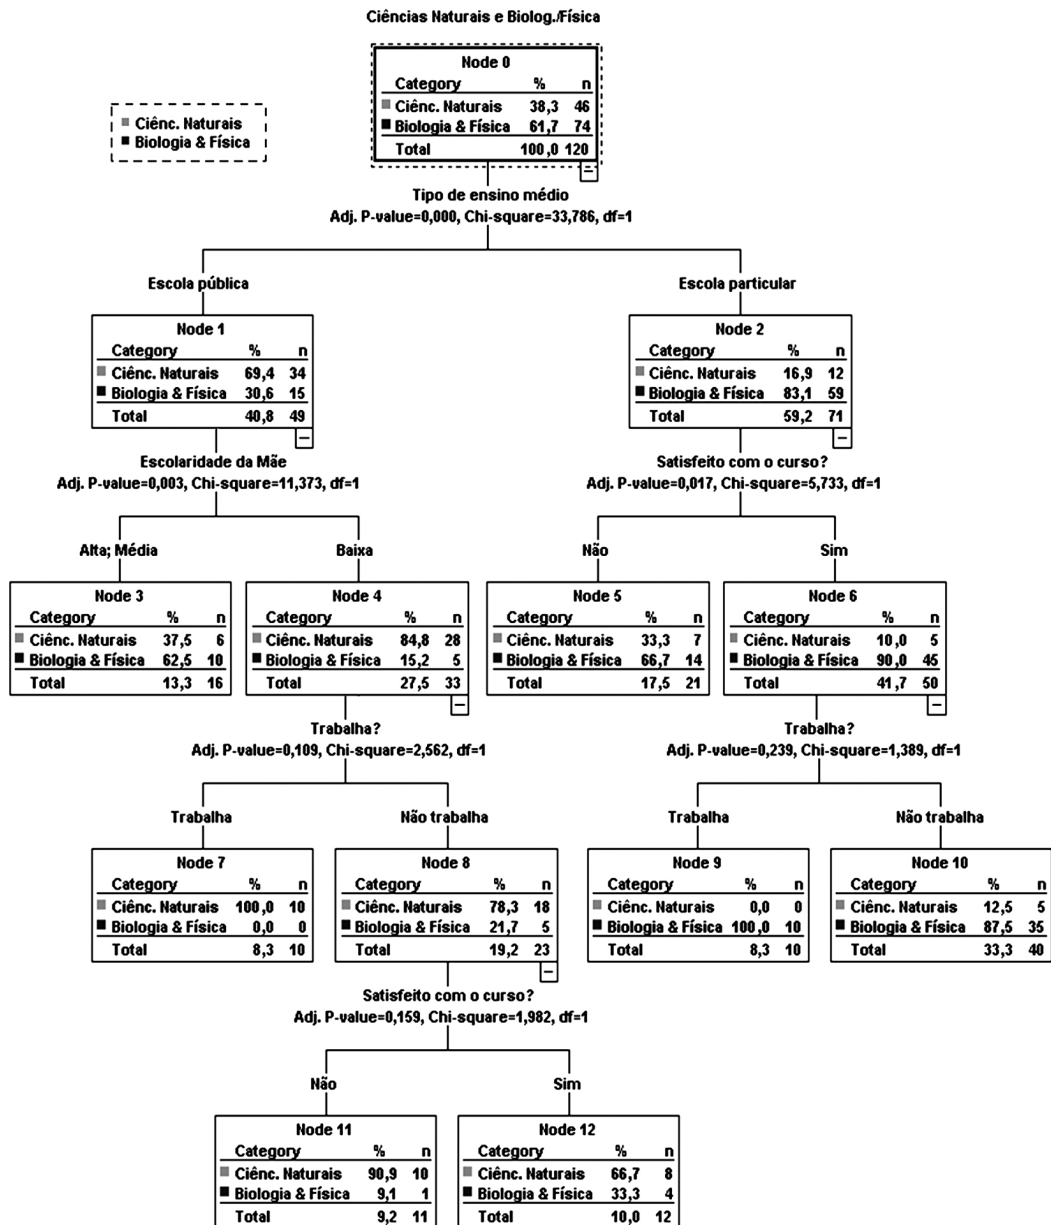 Ciências Naturais e Biolog./Física
Ciênc. Naturais
Biologia & Física
Node 0
Category % n
Ciênc. Naturais 38,3 46
Biologia & Física 61,7 74
Total 100,0 120
Tipo de ensino médio
Adj. P-value=0,000, Chi-square=33,786, df=1
Escola pública
Escola particular
Node 1
Category % n
Ciênc. Naturais 69,4 34
Biologia & Física 30,6 15
Total 40,8 49
Node 2
Category % n
Ciênc. Naturais 16,9 12
Biologia & Física 83,1 59
Total 59,2 71
Escolaridade da Mãe
Adj. P-value=0,003, Chi-square=11,373, df=1
Satisfeito com o curso?
Adj. P-value=0,017, Chi-square=5,733, df=1
Alta; Média
Baixa
Não
Sim
Node 3
Category % n
Ciênc. Naturais 37,5 6
Biologia & Física 62,5 10
Total 13,3 16
Node 4
Category % n
Ciênc. Naturais 84,8 28
Biologia & Física 15,2 5
Total 27,5 33
Node 5
Category % n
Ciênc. Naturais 33,3 7
Biologia & Física 66,7 14
Total 17,5 21
Node 6
Category % n
Ciênc. Naturais 10,0 5
Biologia & Física 90,0 45
Total 41,7 50
Trabalha?
Adj. P-value=0,109, Chi-square=2,562, df=1
Trabalha?
Adj. P-value=0,239, Chi-square=1,389, df=1
Trabalha
Não trabalha
Trabalha
Não trabalha
Node 7
Category % n
Ciênc. Naturais 100,0 10
Biologia & Física 0,0 0
Total 8,3 10
Node 8
Category % n
Ciênc. Naturais 78,3 18
Biologia & Física 21,7 5
Total 19,2 23
Node 9
Category % n
Ciênc. Naturais 0,0 0
Biologia & Física 100,0 10
Total 8,3 10
Node 10
Category % n
Ciênc. Naturais 12,5 5
Biologia & Física 87,5 35
Total 33,3 40
Satisfeito com o curso?
Adj. P-value=0,159, Chi-square=1,982, df=1
Não
Sim
Node 11
Category % n
Ciênc. Naturais 90,9 10
Biologia & Física 9,1 1
Total 9,2 11
Node 12
Category % n
Ciênc. Naturais 66,7 8
Biologia & Física 33,3 4
Total 10,0 12